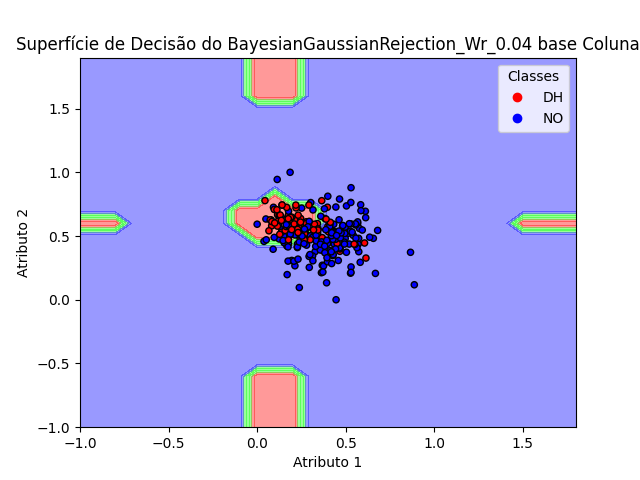 Superfície de Decisão do BayesianGaussianRejection_Wr_0.04 base Coluna
Classes
DH
NO
1.5
1.0
0.5
0.0
−0.5
−1.0
Atributo 2
−1.0 −0.5 0.0 0.5 1.0 1.5
Atributo 1